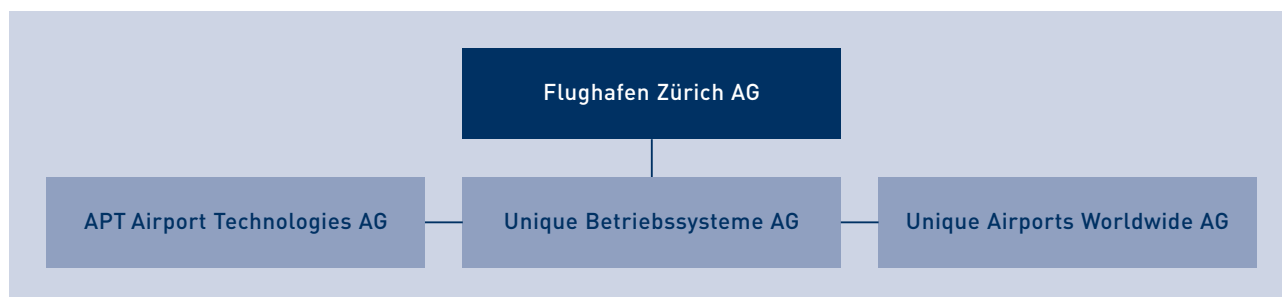 Flughafen Zürich AG
APT Airport Technologies AG
Unique Betriebssysteme AG
Unique Airports Worldwide AG